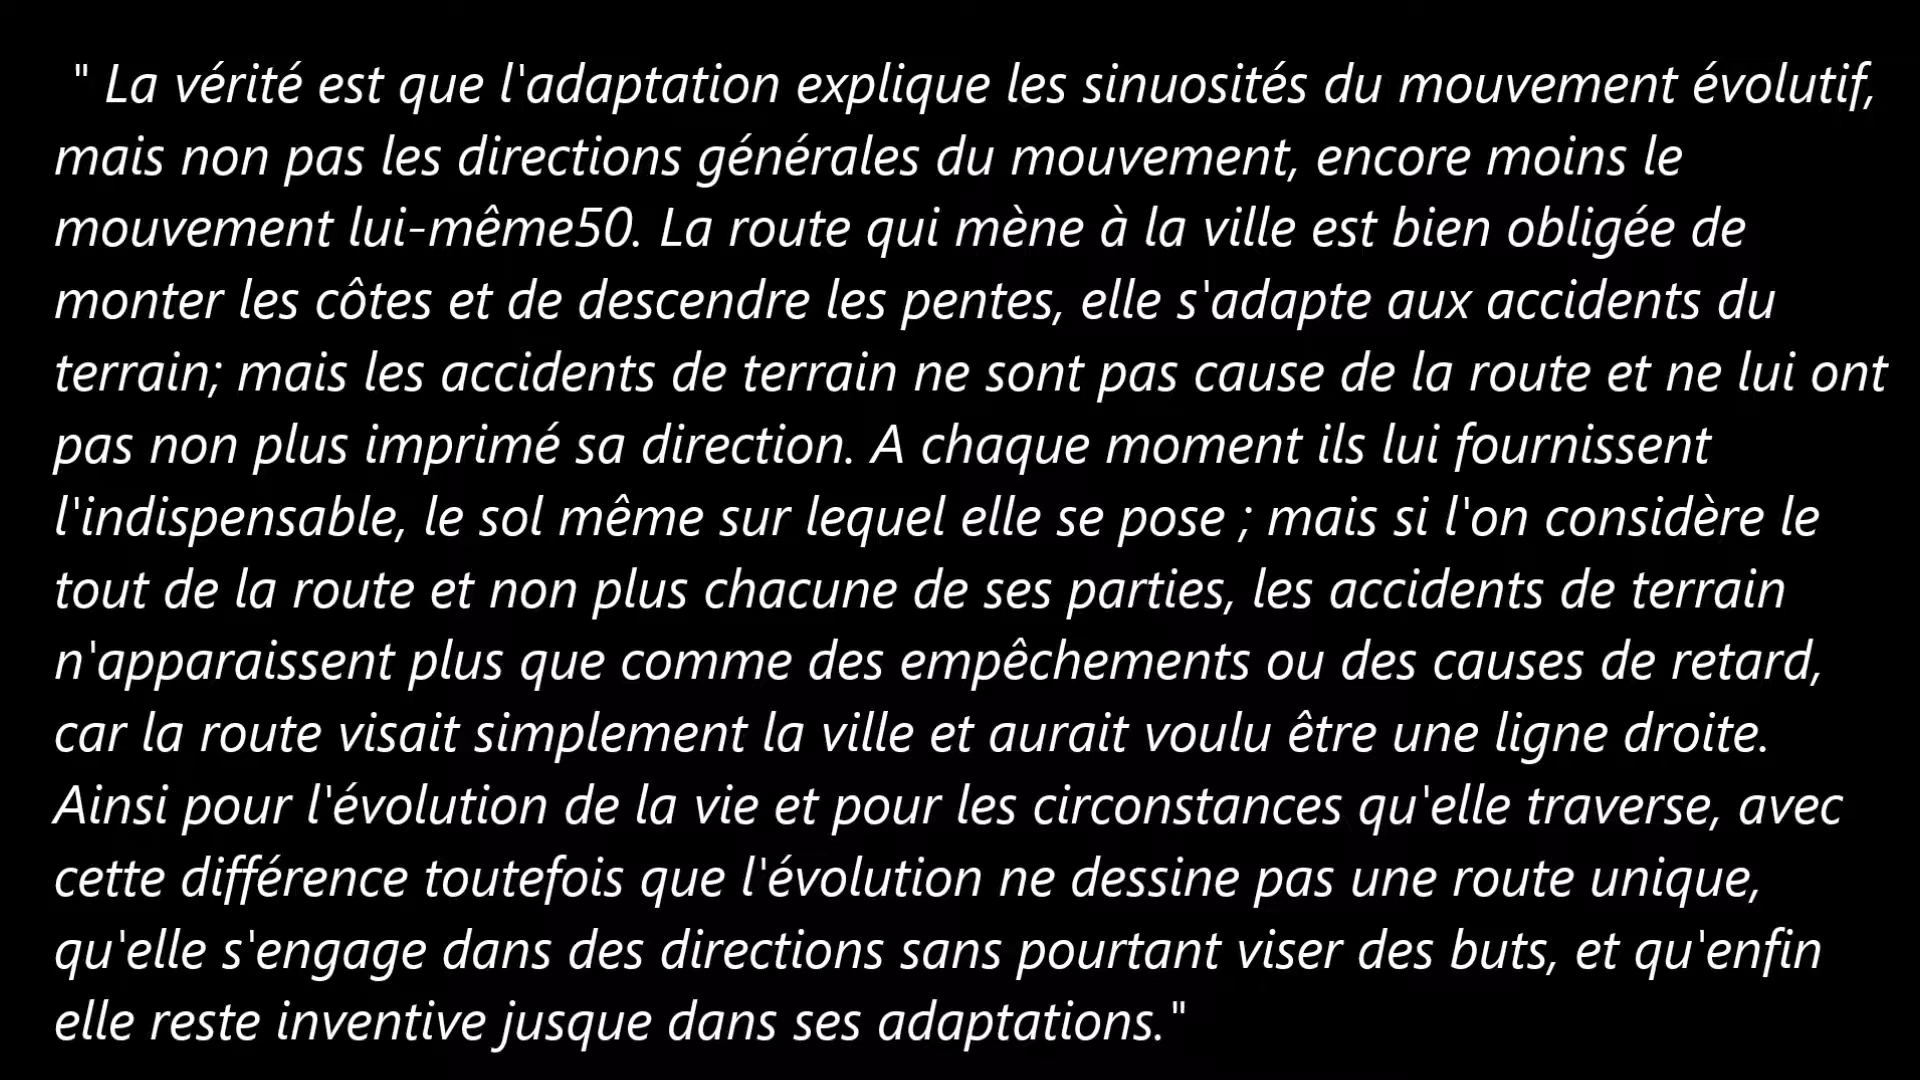 " La vérité est que l'adaptation explique les sinuosités du mouvement évolutif,
mais non pas les directions générales du mouvement, encore moins le
mouvement lui-même50. La route qui mène à la ville est bien obligée de
monter les côtes et de descendre les pentes, elle s'adapte aux accidents du
terrain; mais les accidents de terrain ne sont pas cause de la route et ne lui ont
pas non plus imprimé sa direction. A chaque moment ils lui fournissent
l'indispensable, le sol même sur lequel elle se pose ; mais si l'on considère le
tout de la route et non plus chacune de ses parties, les accidents de terrain
n'apparaissent plus que comme des empêchements ou des causes de retard,
car la route visait simplement la ville et aurait voulu être une ligne droite.
Ainsi pour l'évolution de la vie et pour les circonstances qu'elle traverse, avec
cette différence toutefois que l'évolution ne dessine pas une route unique,
qu'elle s'engage dans des directions sans pourtant viser des buts, et qu'enfin
elle reste inventive jusque dans ses adaptations."